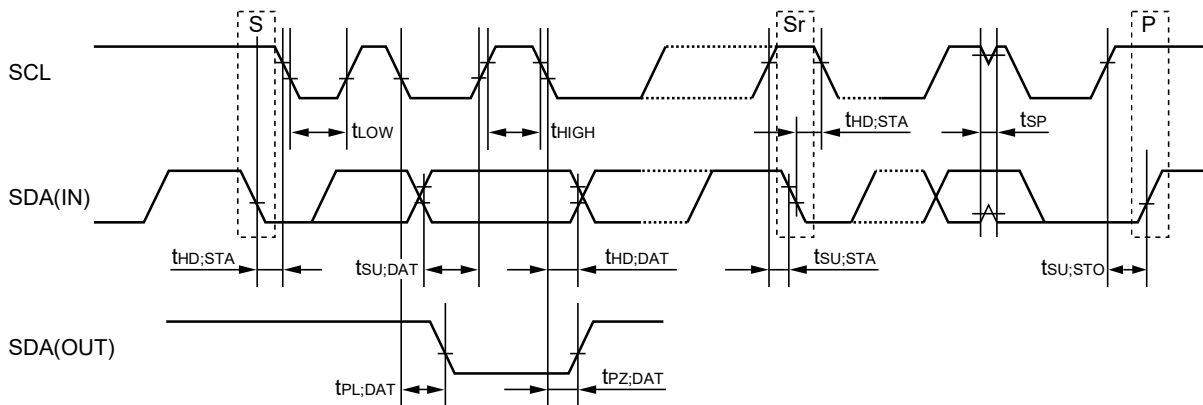 S
Sr
P
SCL
tLOW
tHIGH
tHD;STA
tSP
SDA(IN)
tHD;STA
tSU;DAT
tHD;DAT
tSU;STA
tSU;STO
SDA(OUT)
tPL;DAT
tPZ;DAT